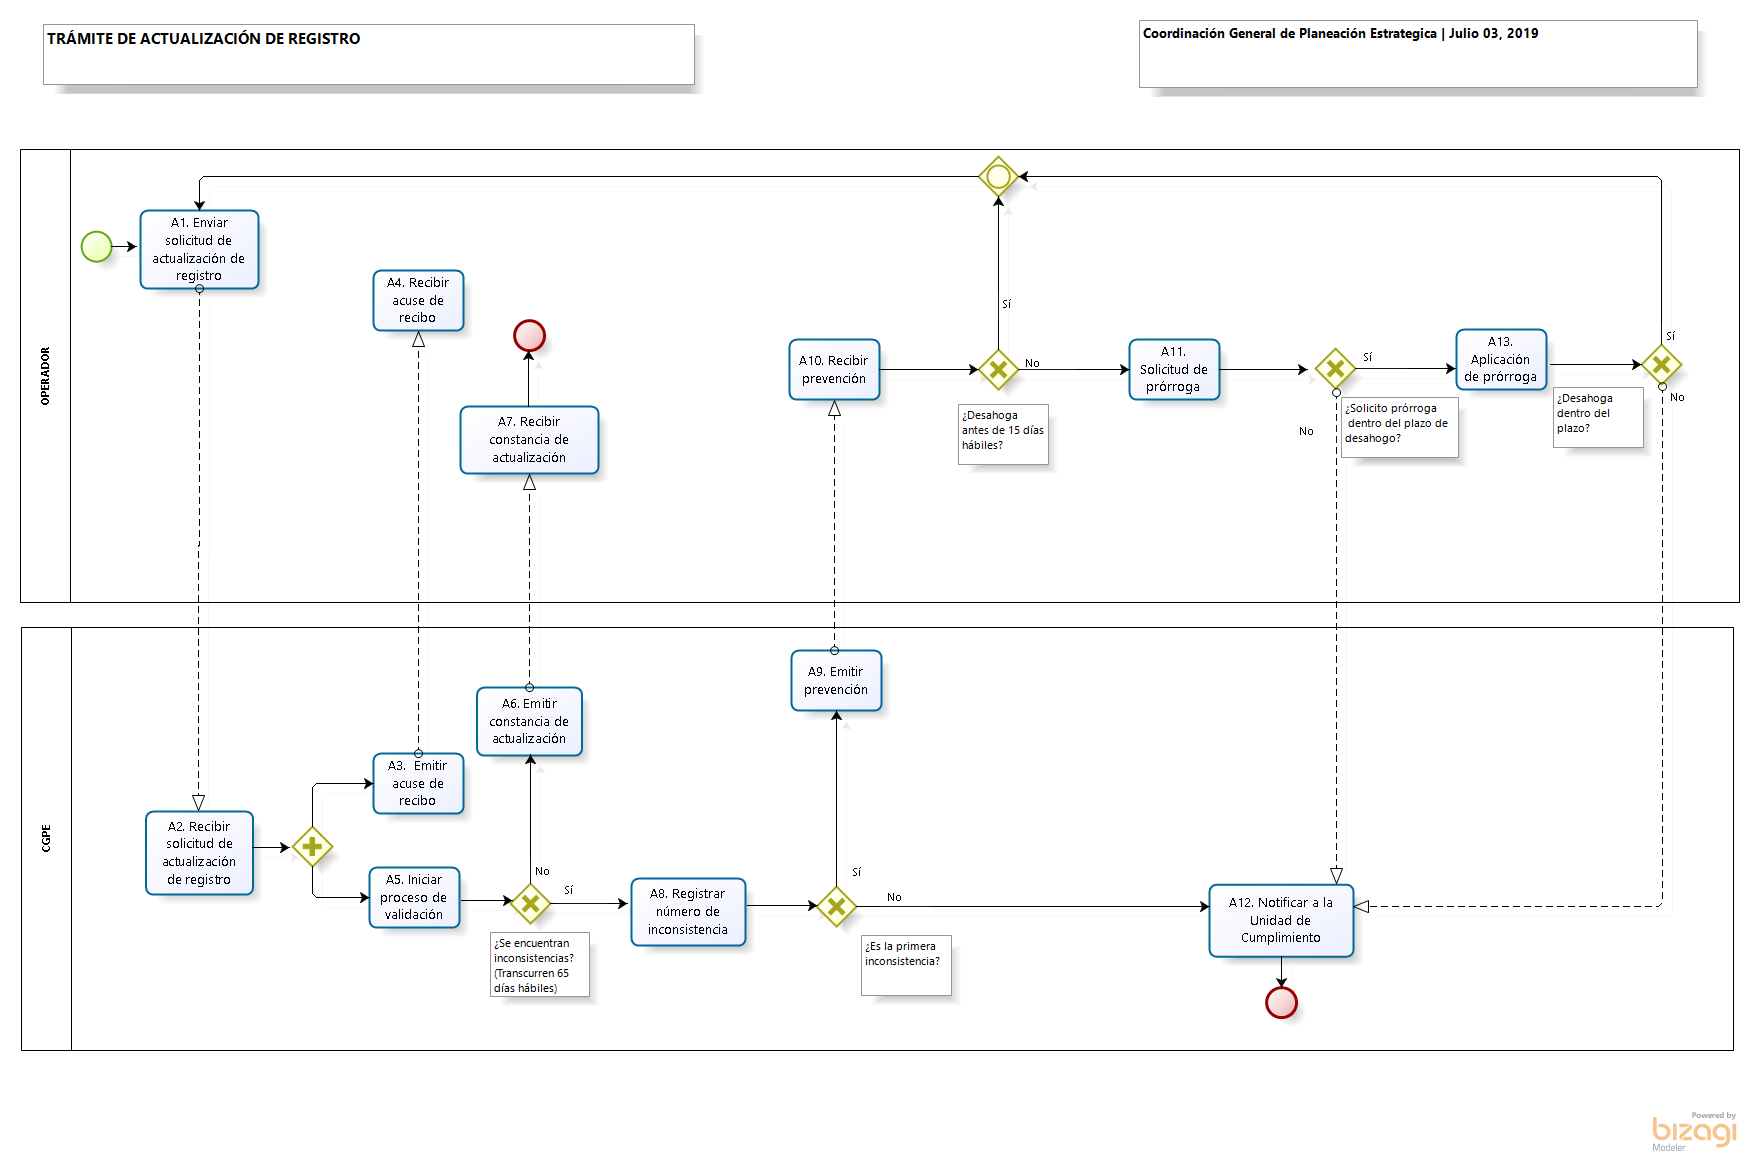 TRÁMITE DE ACTUALIZACIÓN DE REGISTRO
Coordinación General de Planeación Estrategica | Julio 03, 2019
OPERADOR
A1. Enviar
solicitud de
actualización de
registro
A4. Recibir
acuse de
recibo
A7. Recibir
constancia de
actualización
A10. Recibir
prevención
Sí
No
¿Desahoga
antes de 15 días
hábiles?
A11.
Solicitud de
prórroga
Sí
No
¿Solicito prórroga
dentro del plazo de
desahogo?
A13.
Aplicación
de prórroga
Sí
No
¿Desahoga
dentro del
plazo?
CGPE
A2. Recibir
solicitud de
actualización
de registro
A3. Emitir
acuse de
recibo
A5. Iniciar
proceso de
validación
A6. Emitir
constancia de
actualización
No
Sí
¿Se encuentran
inconsistencias?
(Transcurren 65
días hábiles)
A8. Registrar
número de
inconsistencia
A9. Emitir
prevención
Sí
No
¿Es la primera
inconsistencia?
A12. Notificar a la
Unidad de
Cumplimiento
Powered by
bizagi
Modeler